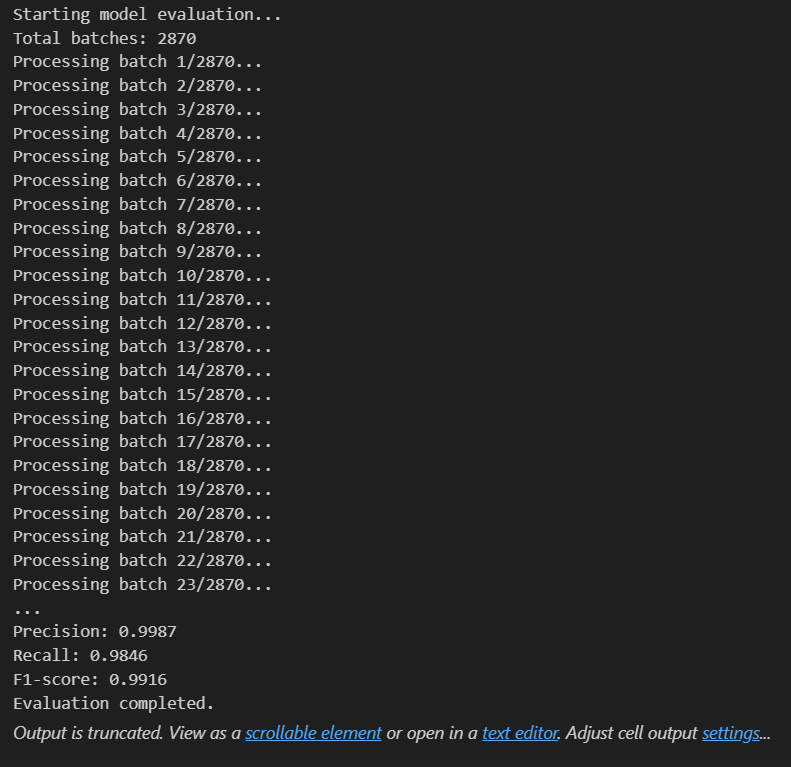 Starting model evaluation...
Total batches: 2870
Processing batch 1/2870...
Processing batch 2/2870...
Processing batch 3/2870...
Processing batch 4/2870...
Processing batch 5/2870...
Processing batch 6/2870...
Processing batch 7/2870...
Processing batch 8/2870...
Processing batch 9/2870...
Processing batch 10/2870...
Processing batch 11/2870...
Processing batch 12/2870...
Processing batch 13/2870...
Processing batch 14/2870...
Processing batch 15/2870...
Processing batch 16/2870...
Processing batch 17/2870...
Processing batch 18/2870...
Processing batch 19/2870...
Processing batch 20/2870...
Processing batch 21/2870...
Processing batch 22/2870...
Processing batch 23/2870...
...
Precision: 0.9987
Recall: 0.9846
F1-score: 0.9916
Evaluation completed.
Output is truncated. View as a scrollable element or open in a text editor. Adjust cell output settings...